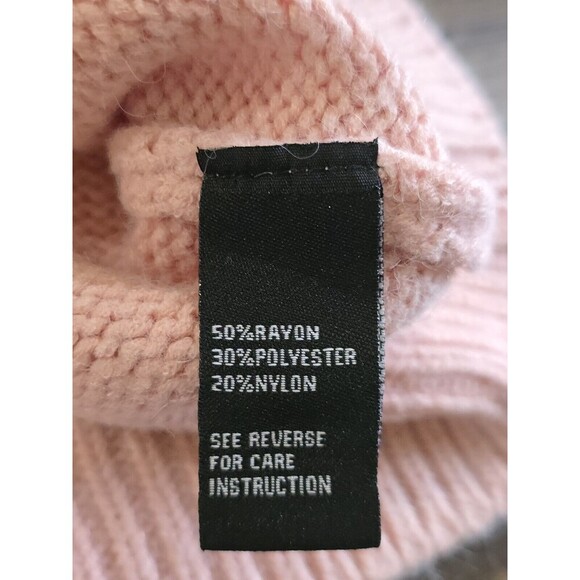 50%RAYON
30%POLYESTER
20%NYLON
SEE REVERSE
FOR CARE
INSTRUCTION